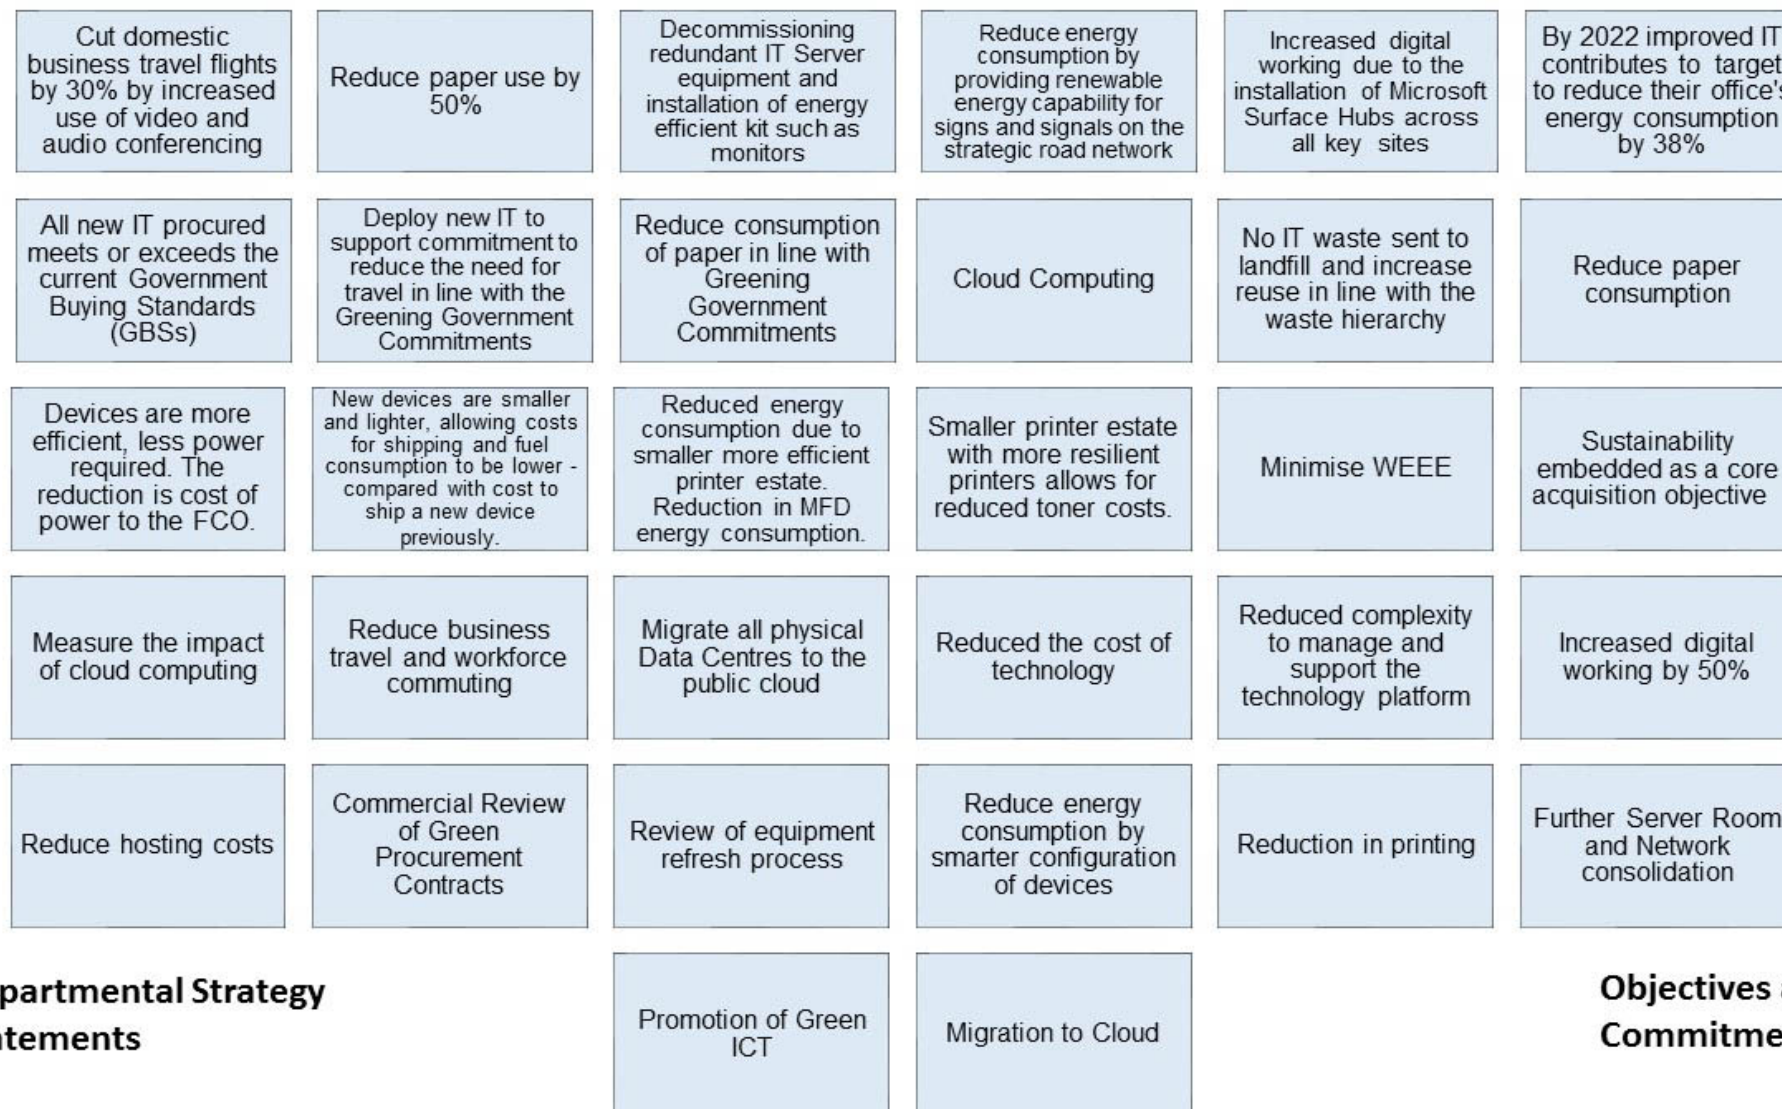 Cut domestic
business travel flights
by 30% by increased
use of video and
audio conferencing
Reduce paper use by
50%
Decommissioning
redundant IT Server
equipment and
installation of energy
efficient kit such as
monitors
Reduce energy
consumption by
providing renewable
energy capability for
signs and signals on the
strategic road network
Increased digital
working due to the
installation of Microsoft
Surface Hubs across
all key sites
By 2022 improved IT
contributes to target
to reduce their office's
energy consumption
by 38%
All new IT procured
meets or exceeds the
current Government
Buying Standards
(GBSs)
Deploy new IT to
support commitment to
reduce the need for
travel in line with the
Greening Government
Commitments
Reduce consumption
of paper in line with
Greening
Government
Commitments
Cloud Computing
No IT waste sent to
landfill and increase
reuse in line with the
waste hierarchy
Reduce paper
consumption
Devices are more
efficient, less power
required. The
reduction is cost of
power to the FCO.
New devices are smaller
and lighter, allowing costs
for shipping and fuel
consumption to be lower -
compared with cost to
ship a new device
previously.
Reduced energy
consumption due to
smaller more efficient
printer estate.
Reduction in MFD
energy consumption.
Smaller printer estate
with more resilient
printers allows for
reduced toner costs.
Minimise WEEE
Sustainability
embedded as a core
acquisition objective
Measure the impact
of cloud computing
Reduce business
travel and workforce
commuting
Migrate all physical
Data Centres to the
public cloud
Reduced the cost of
technology
Reduced complexity
to manage and
support the
technology platform
Increased digital
working by 50%
Reduce hosting costs
Commercial Review
of Green
Procurement
Contracts
Review of equipment
refresh process
Reduce energy
consumption by
smarter configuration
of devices
Reduction in printing
Further Server Room
and Network
consolidation
partmental Strategy
tements
Promotion of Green
ICT
Migration to Cloud
Objectives
Commitme